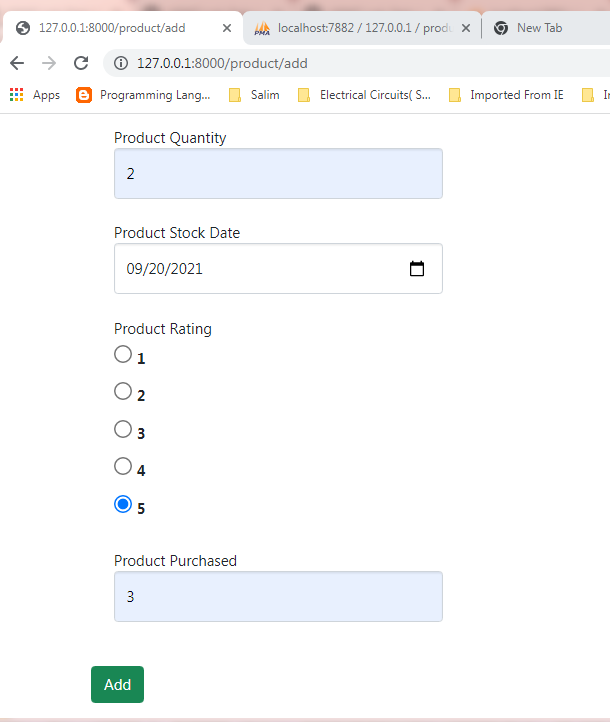 127.0.0.1:8000/product/add
localhost:7882 / 127.0.0.1 / produ
New Tab
127.0.0.1:8000/product/add
Apps Programming Lang... Salim Electrical Circuits( S... Imported From IE
Product Quantity
2
Product Stock Date
09/20/2021
Product Rating
1
2
3
4
5
Product Purchased
3
Add